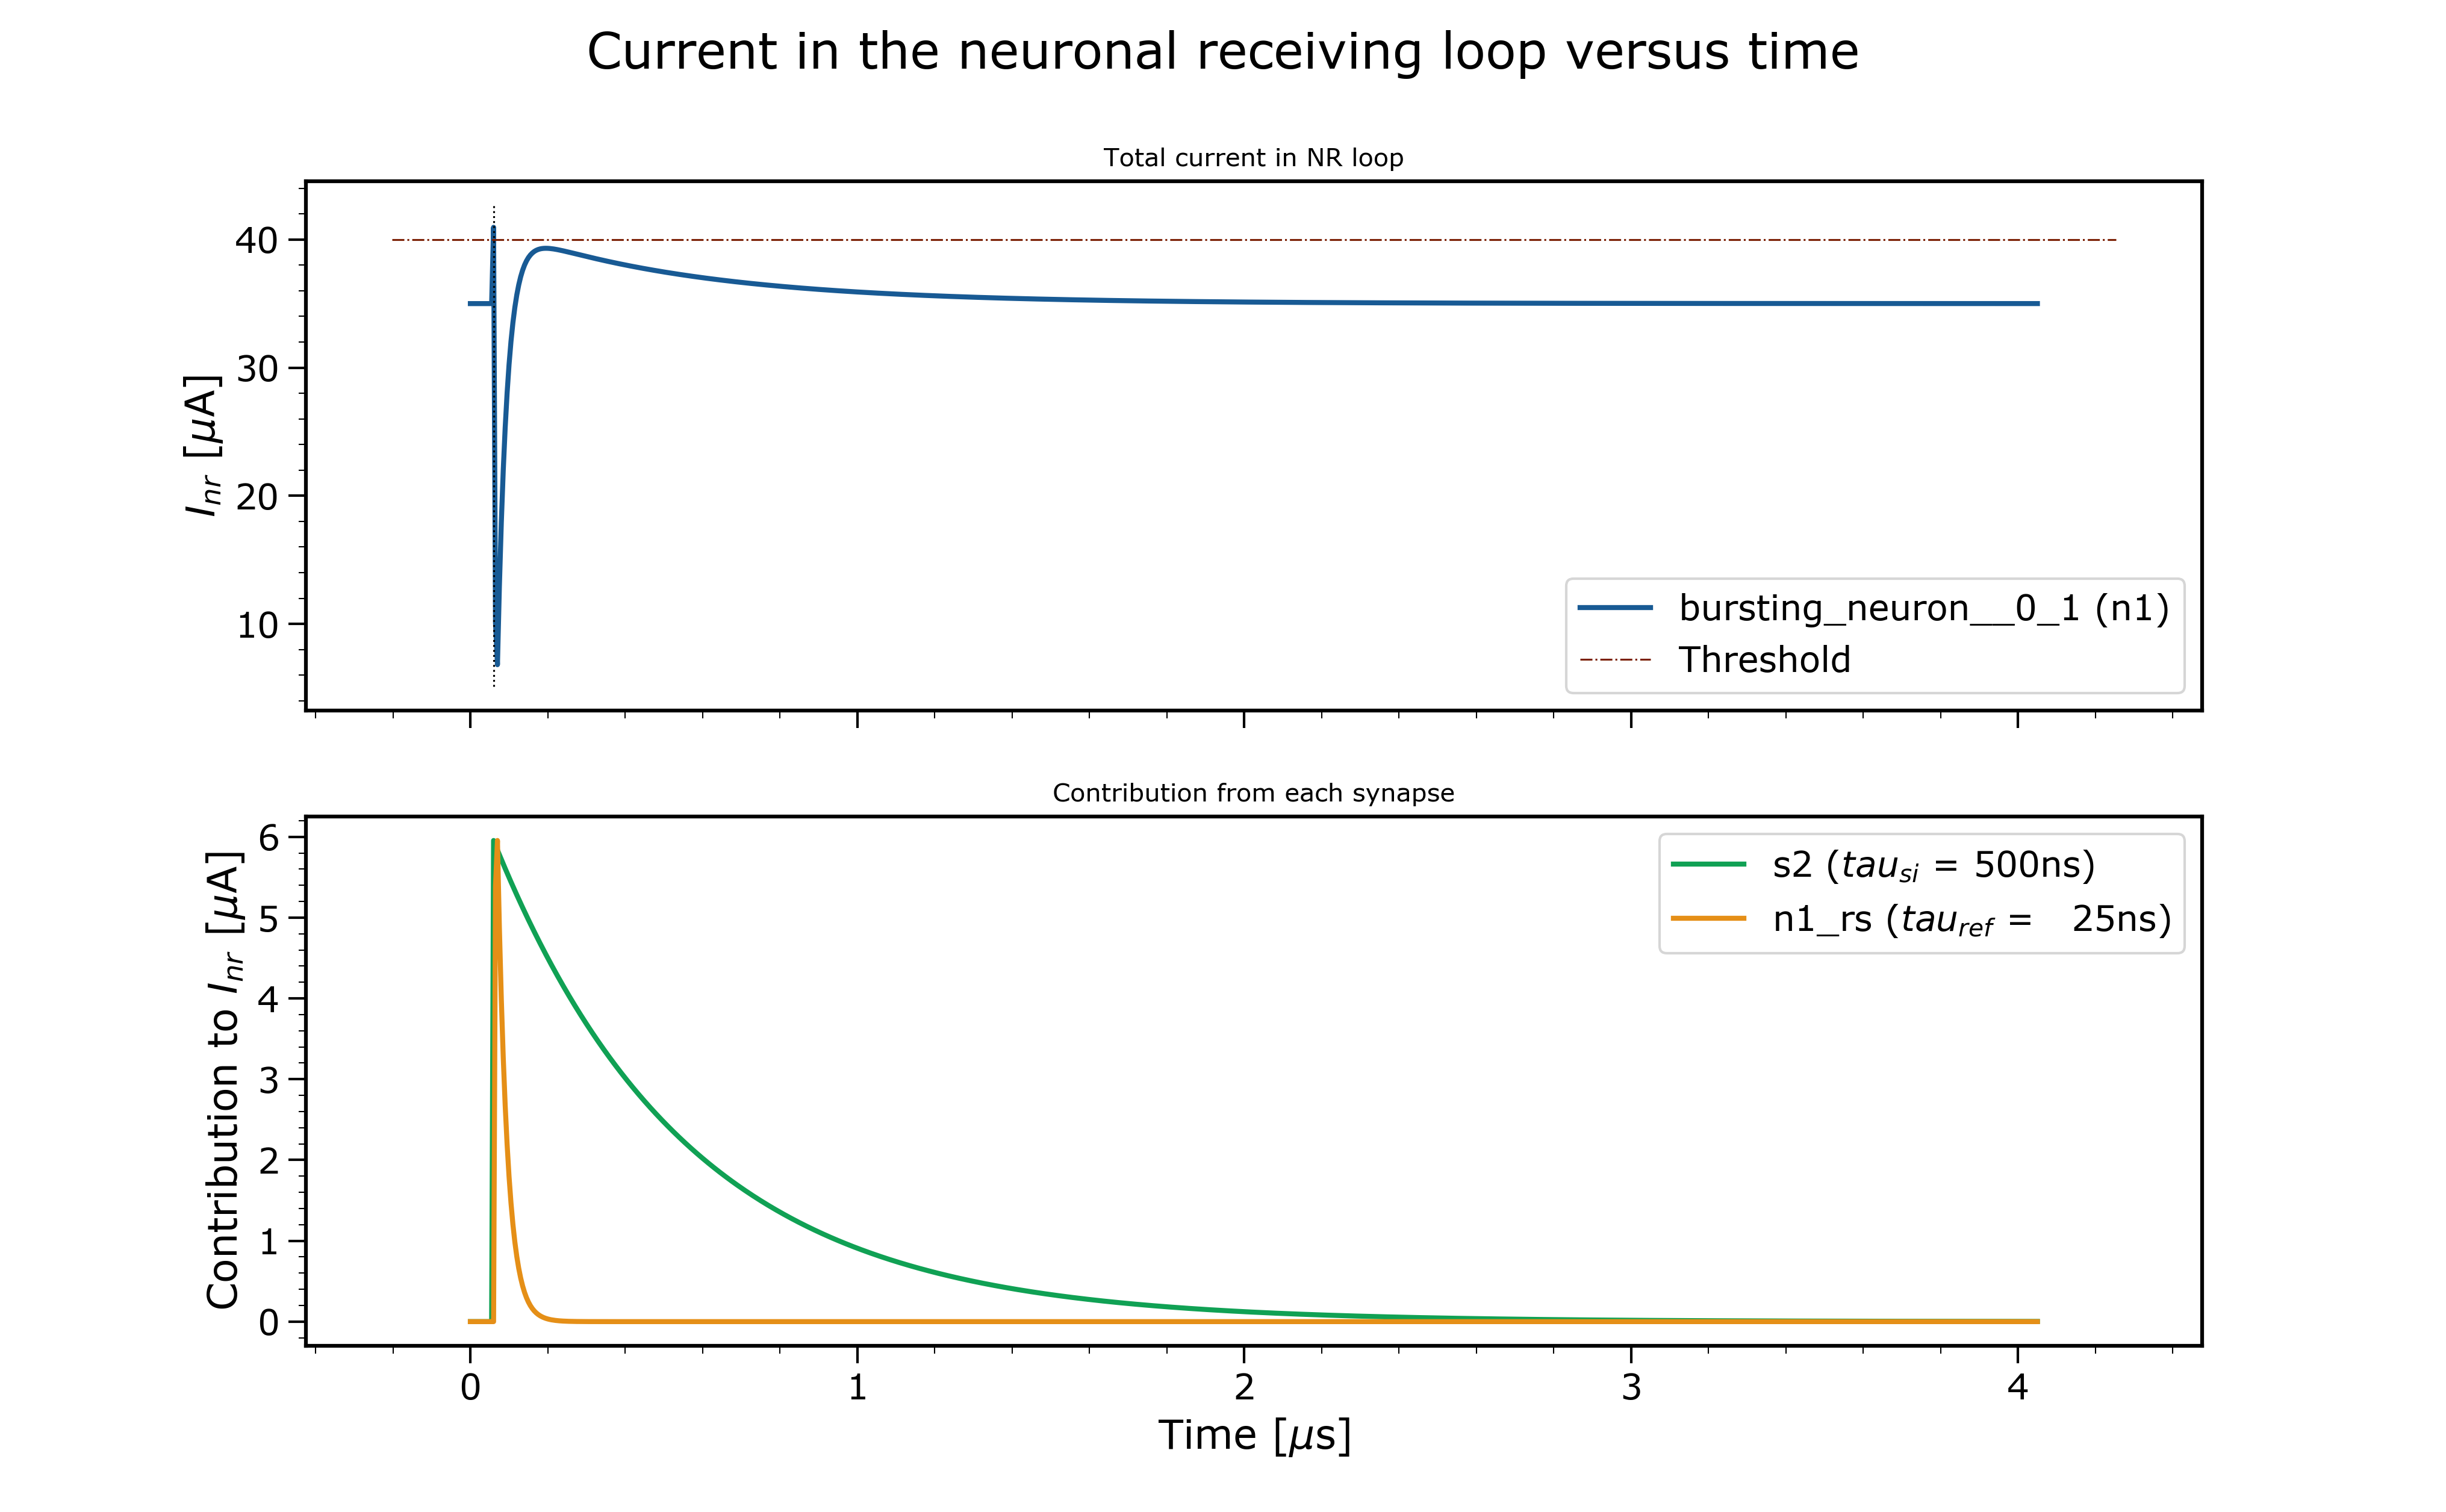 Current in the neuronal receiving loop versus time
Total current in NR loop
40
30
20
10
I_nr [μA]
bursting_neuron__0_1 (n1)
Threshold
Contribution from each synapse
6
5
4
3
2
1
0
Contribution to I_nr [μA]
s2 (tau_si = 500ns)
n1_rs (tau_ref = 25ns)
0 1 2 3 4
Time [μs]